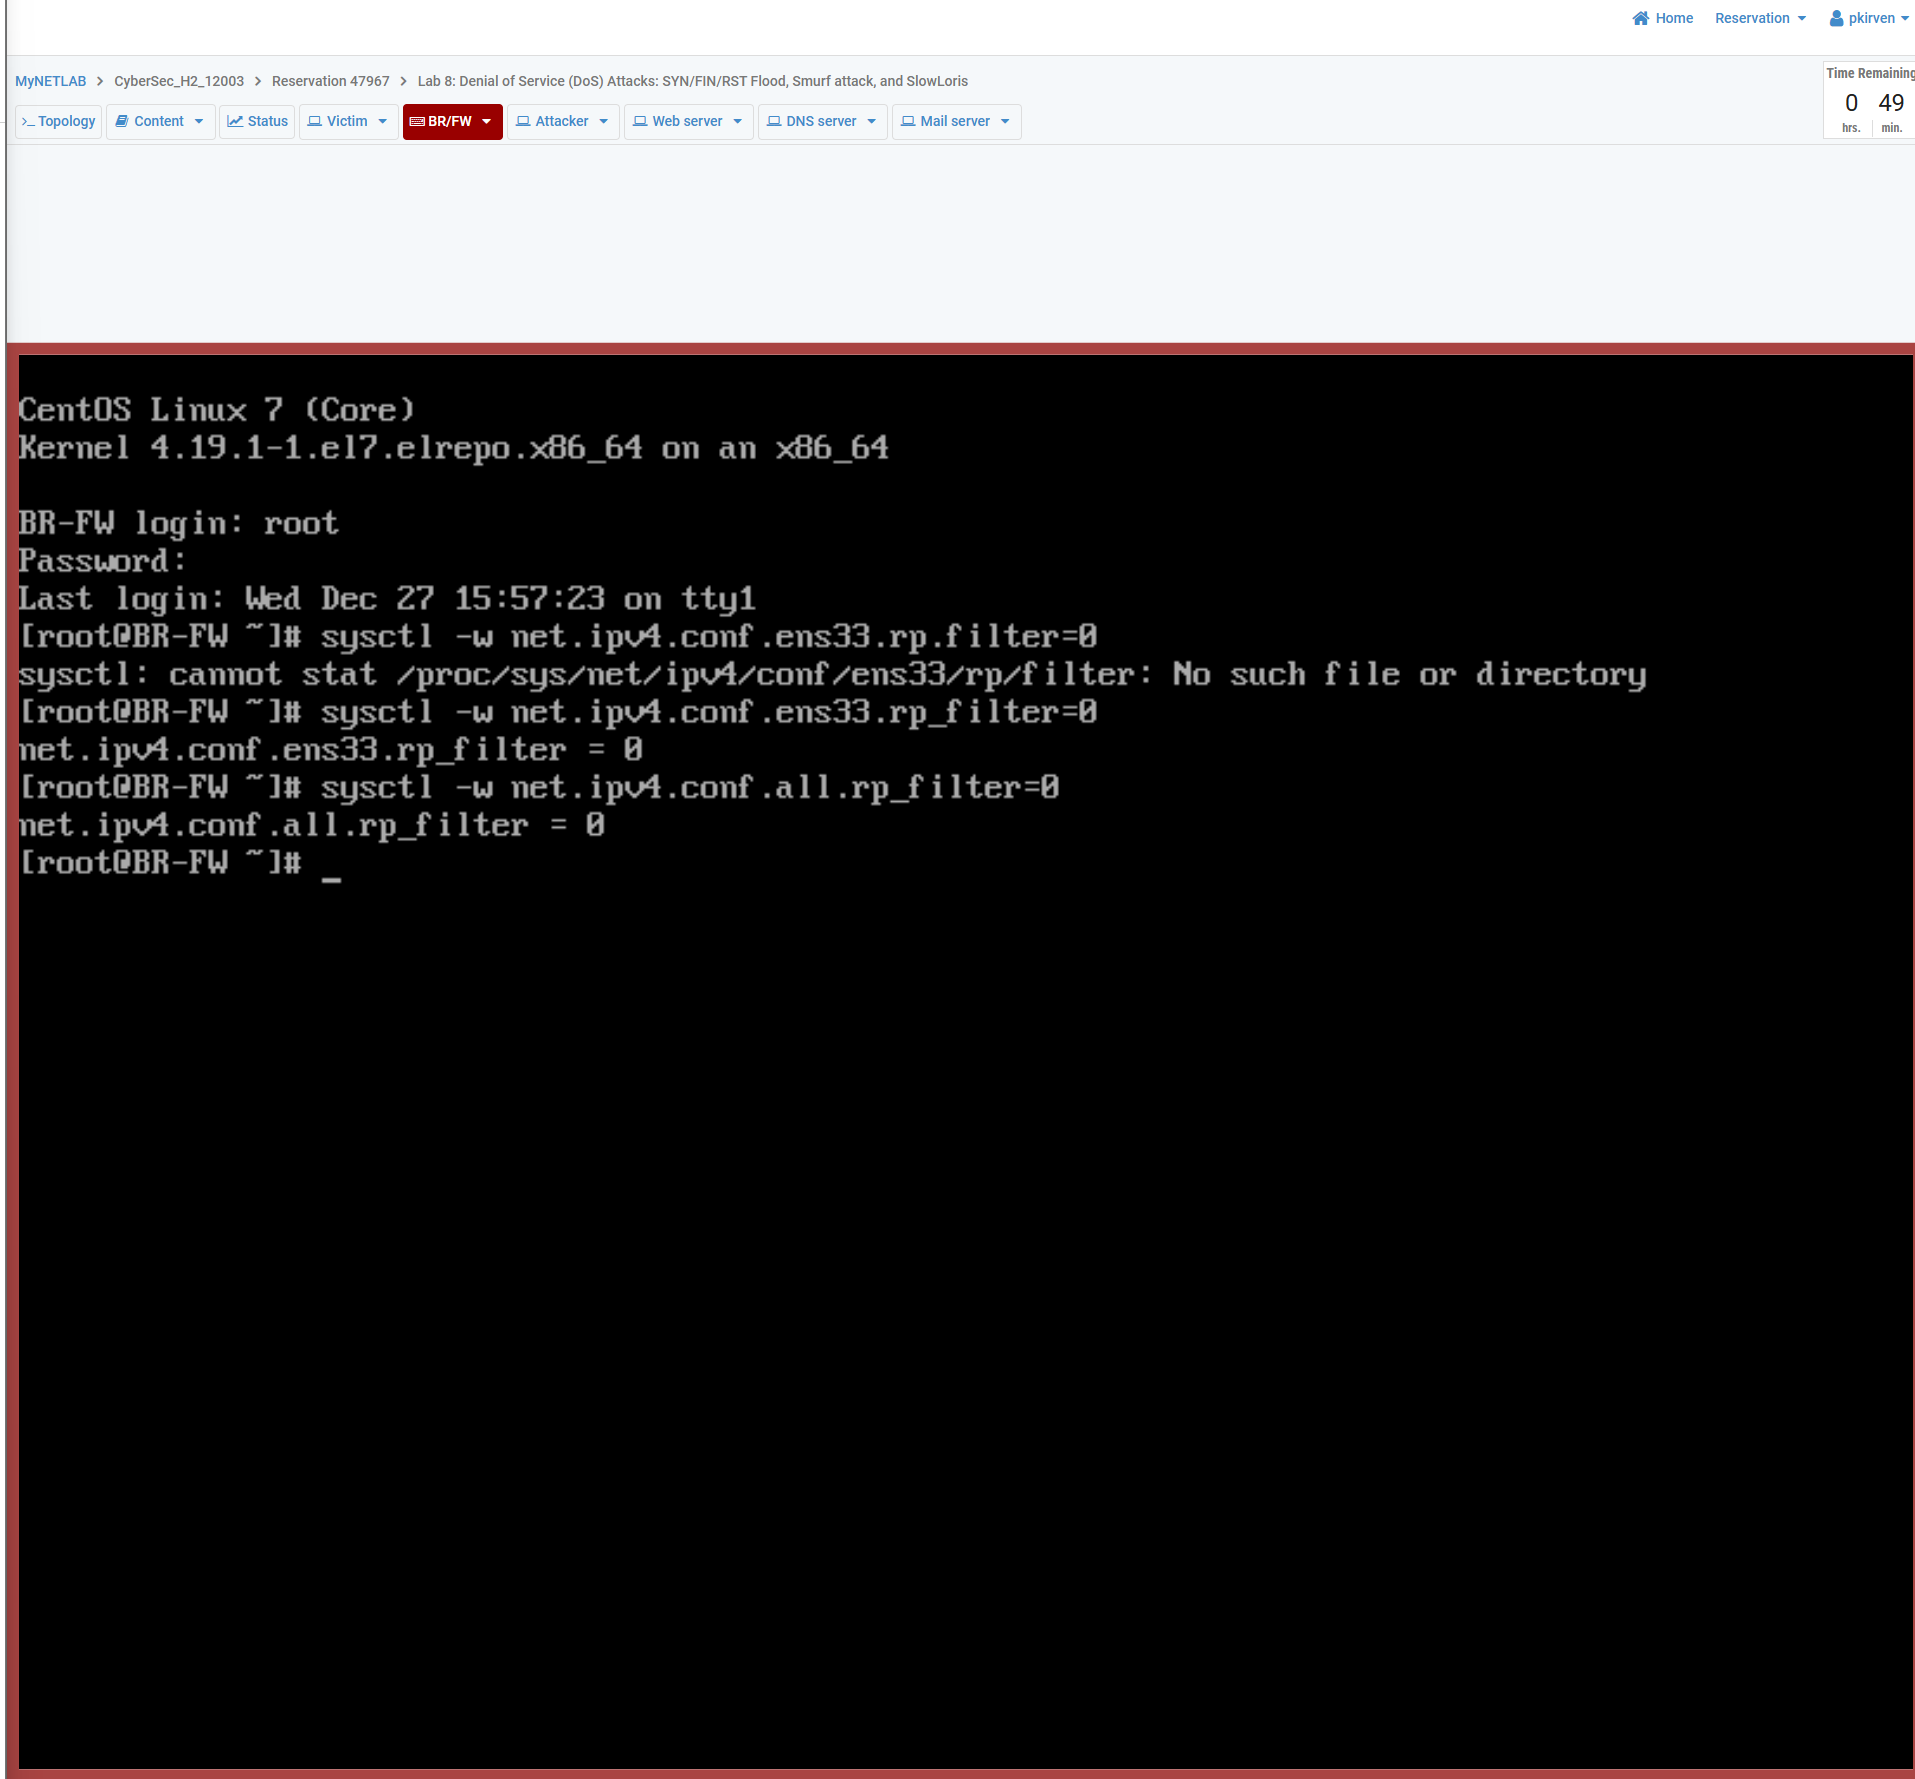 Home Reservation pkirven
MyNETLAB > CyberSec_H2_12003 > Reservation 47967 > Lab 8: Denial of Service (DoS) Attacks: SYN/FIN/RST Flood, Smurf attack, and SlowLoris
Time Remaining
0 49
hrs. min.
>_ Topology Content Status Victim BR/FW Attacker Web server DNS server Mail server
CentOS Linux 7 (Core)
Kernel 4.19.1-1.el7.elrepo.x86_64 on an x86_64
BR-FW login: root
Password:
Last login: Wed Dec 27 15:57:23 on tty1
[root@BR-FW ~]# sysctl -w net.ipv4.conf.ens33.rp.filter=0
sysctl: cannot stat /proc/sys/net/ipv4/conf/ens33/rp/filter: No such file or directory
[root@BR-FW ~]# sysctl -w net.ipv4.conf.ens33.rp_filter=0
net.ipv4.conf.ens33.rp_filter = 0
[root@BR-FW ~]# sysctl -w net.ipv4.conf.all.rp_filter=0
net.ipv4.conf.all.rp_filter = 0
[root@BR-FW ~]# _